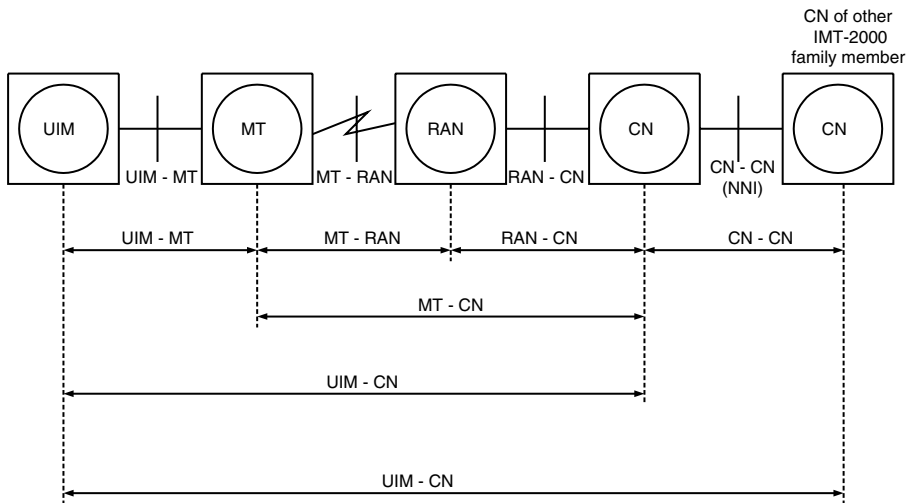 CN of other
IMT-2000
family member
UIM
MT
RAN
CN
CN
UIM - MT
MT - RAN
RAN - CN
CN - CN
(NNI)
UIM - MT
MT - RAN
RAN - CN
CN - CN
MT - CN
UIM - CN
UIM - CN